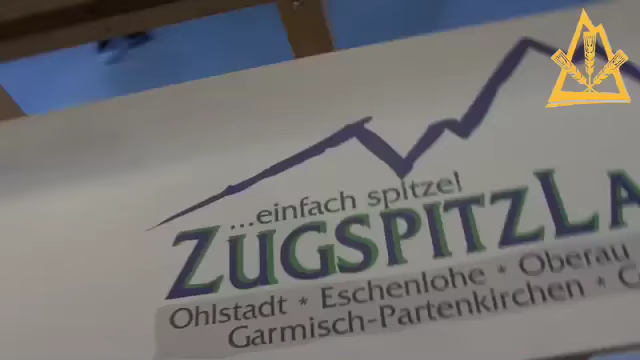 ...einfach spitze!
ZUGSPITZLA
Ohlstadt * Eschenlohe * Oberau
Garmisch-Partenkirchen *